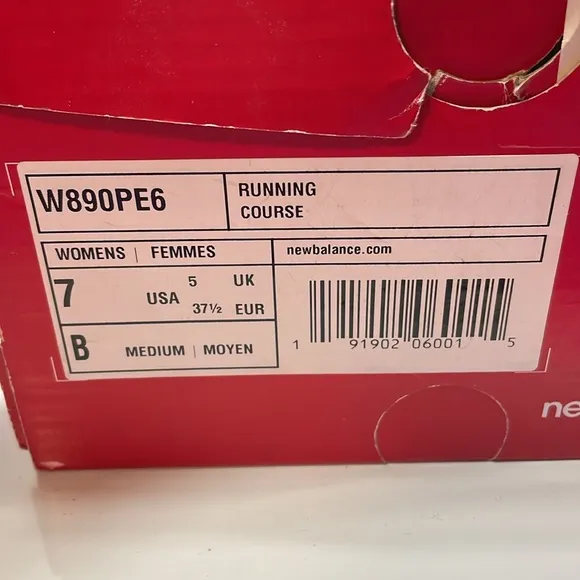 W890PE6
RUNNING
COURSE
WOMENS | FEMMES
newbalance.com
7 USA 5 UK
37½ EUR
B MEDIUM | MOYEN
1 91902 06001 5
ne